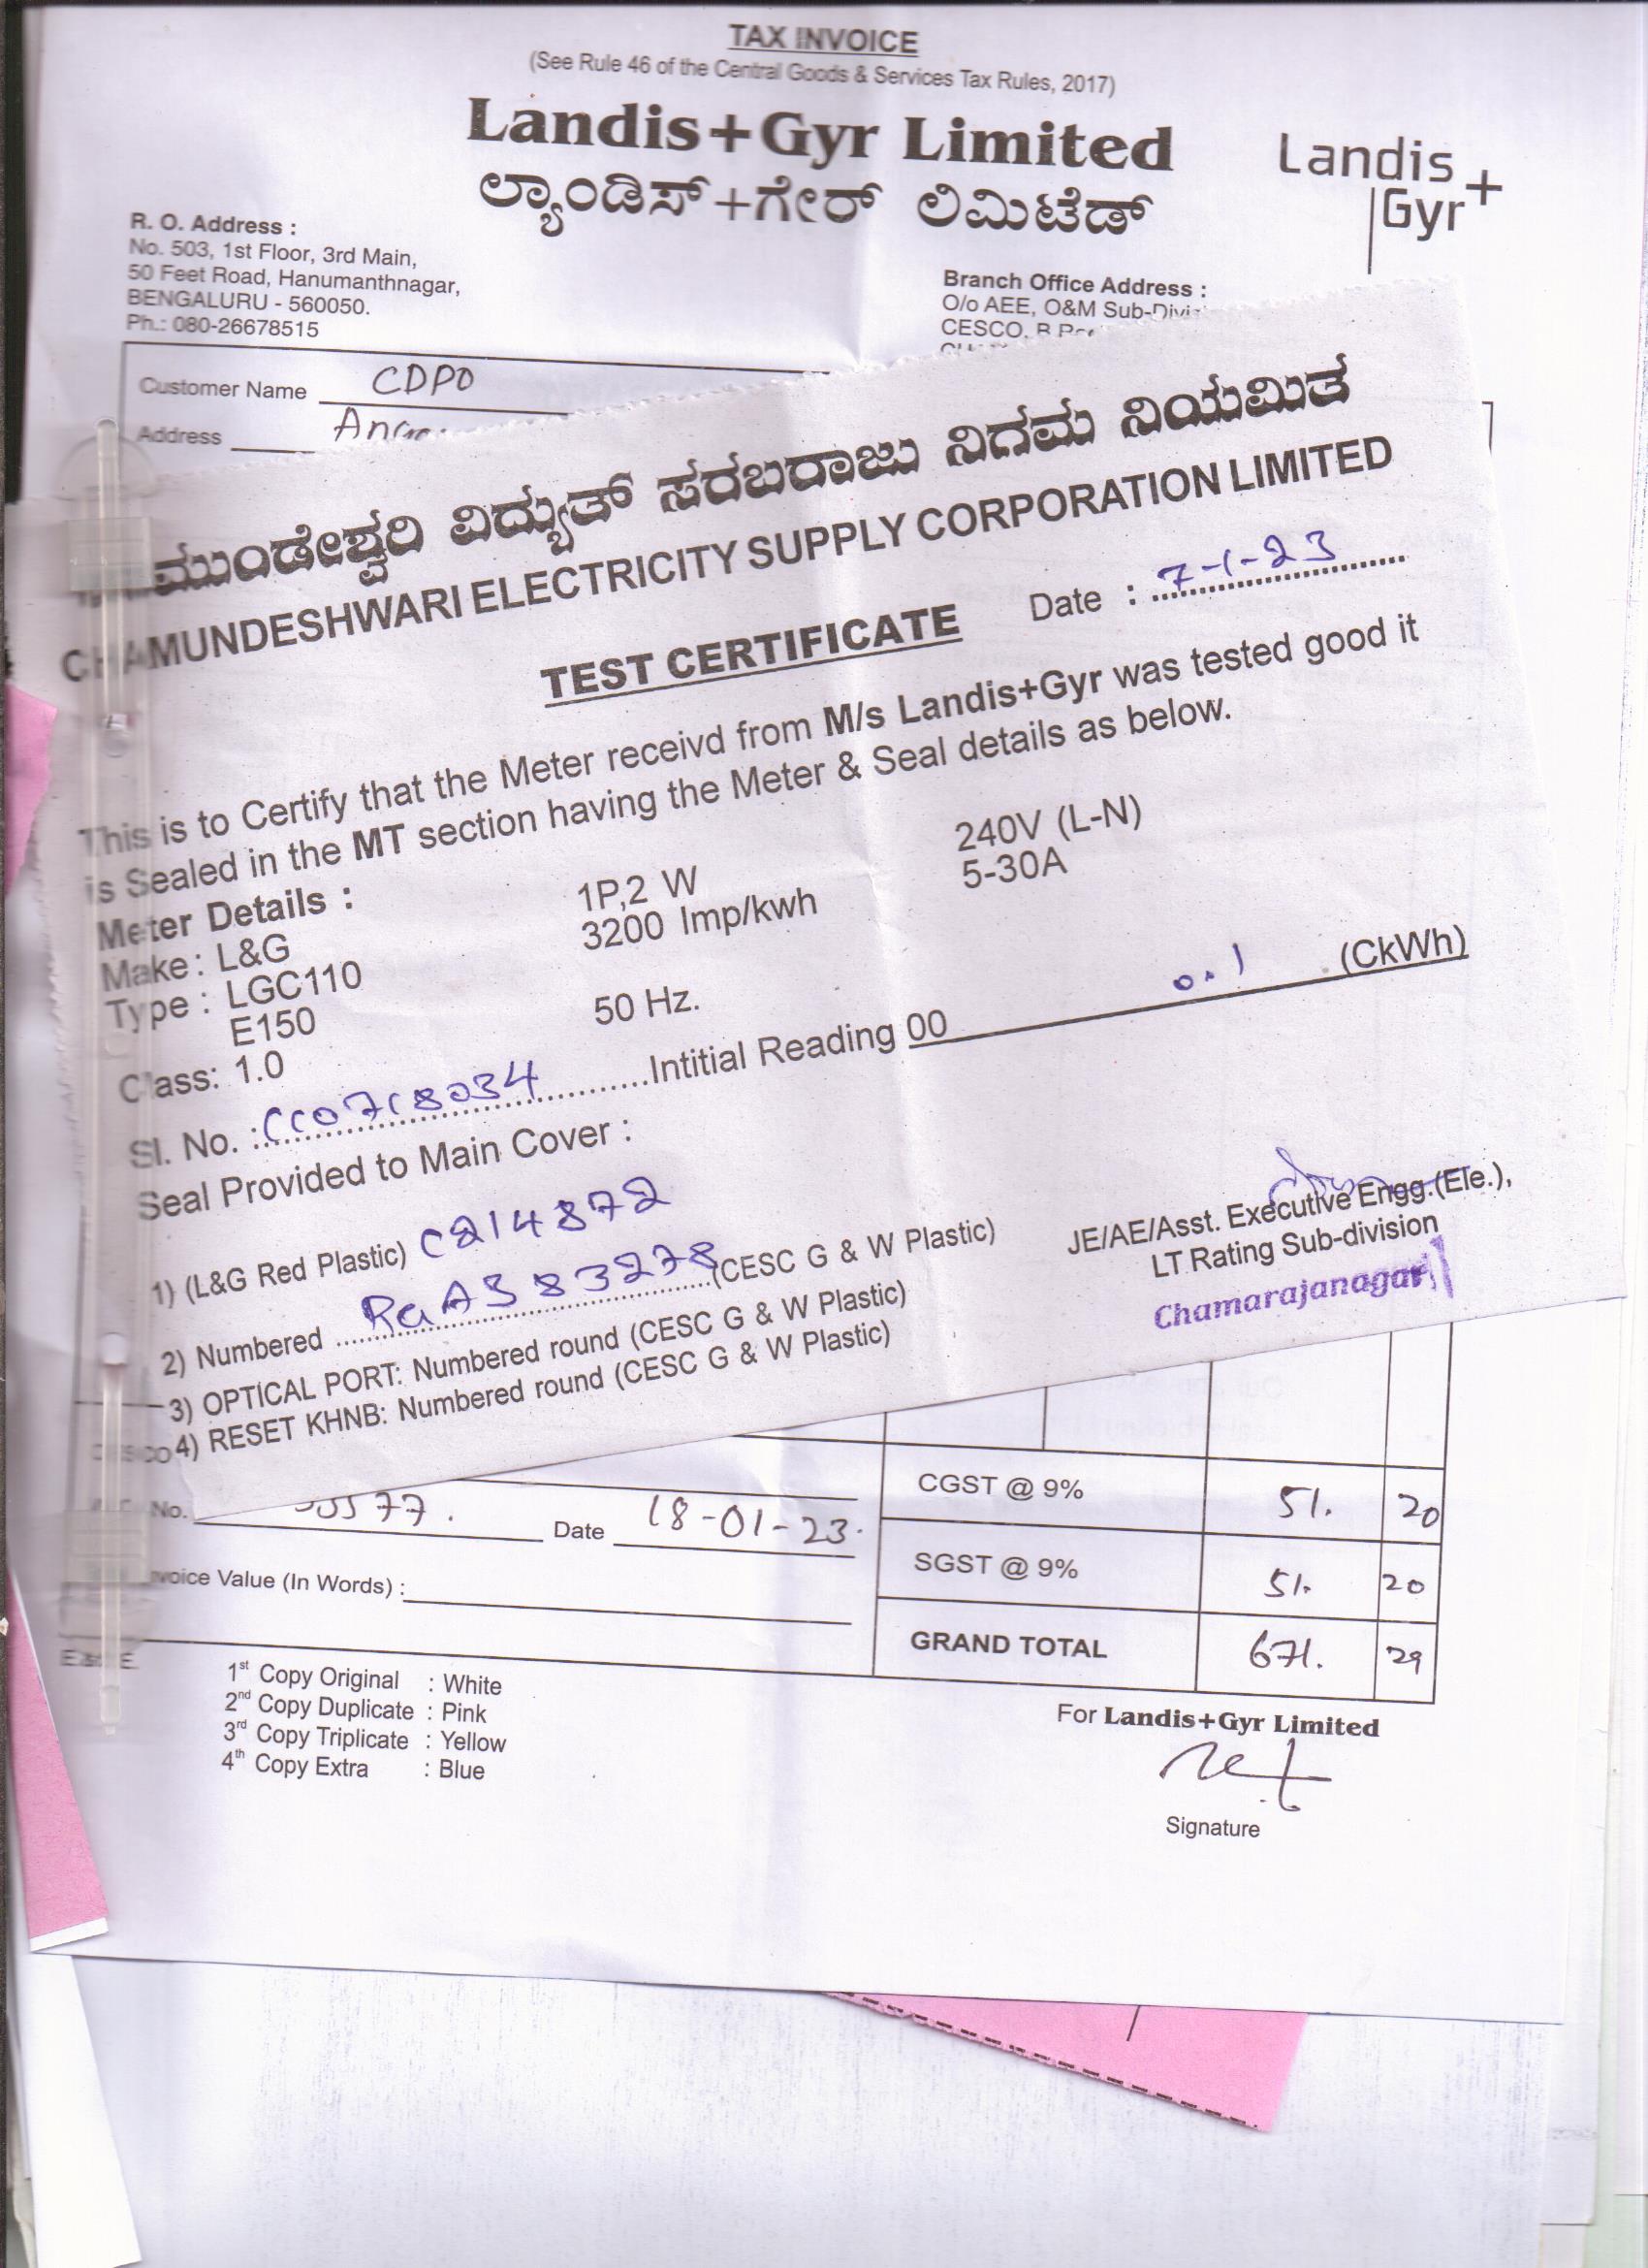 TAX INVOICE
(See Rule 46 of the Central Goods & Services Tax Rules, 2017)
Landis+Gyr Limited
ಲ್ಯಾಂಡಿಸ್+ಗೇರ್ ಲಿಮಿಟೆಡ್
Landis
Gyr+
R. O. Address :
No. 503, 1st Floor, 3rd Main,
50 Feet Road, Hanumanthnagar,
BENGALURU - 560050.
Ph.: 080-26678515
Branch Office Address :
O/o AEE, O&M Sub-Divi
CESCO,
Customer Name CDPO
Address
ಮುಂಡೇಶ್ವರಿ ವಿದ್ಯುತ್ ಸರಬರಾಜು ನಿಗಮ ನಿಯಮಿತ
CHAMUNDESHWARI ELECTRICITY SUPPLY CORPORATION LIMITED
TEST CERTIFICATE
Date : 7-1-23
This is to Certify that the Meter receivd from M/s Landis+Gyr was tested good it
is Sealed in the MT section having the Meter & Seal details as below.
Meter Details :
Make : L&G 1P,2 W 240V (L-N)
Type : LGC110 3200 Imp/kwh 5-30A
E150
Class: 1.0 50 Hz.
Sl. No. : Intitial Reading 00 0.1 (CkWh)
Seal Provided to Main Cover :
1) (L&G Red Plastic) C214872
2) Numbered (CESC G & W Plastic)
3) OPTICAL PORT: Numbered round (CESC G & W Plastic)
4) RESET KHNB: Numbered round (CESC G & W Plastic)
JE/AE/Asst. Executive Engg.(Ele.),
LT Rating Sub-division
Chamarajanagar
No. Date 18-01-23.
voice Value (In Words) :
CGST @ 9% 51. 20
SGST @ 9% 51. 20
GRAND TOTAL 671. 29
E.&O.E.
1st Copy Original : White
2nd Copy Duplicate : Pink
3rd Copy Triplicate : Yellow
4th Copy Extra : Blue
For Landis+Gyr Limited
Signature